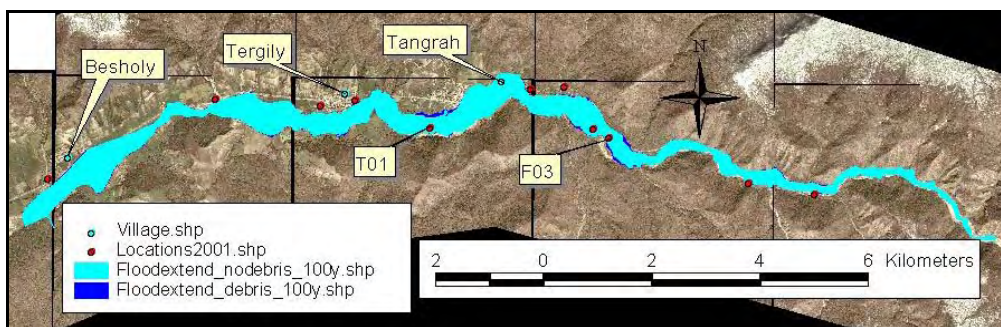 Tangrah
Tergily
Besholy
N
T01
F03
Village.shp
Locations2001.shp
Floodextend_nodebris_100y.shp
Floodextend_debris_100y.shp
2 0 2 4 6 Kilometers